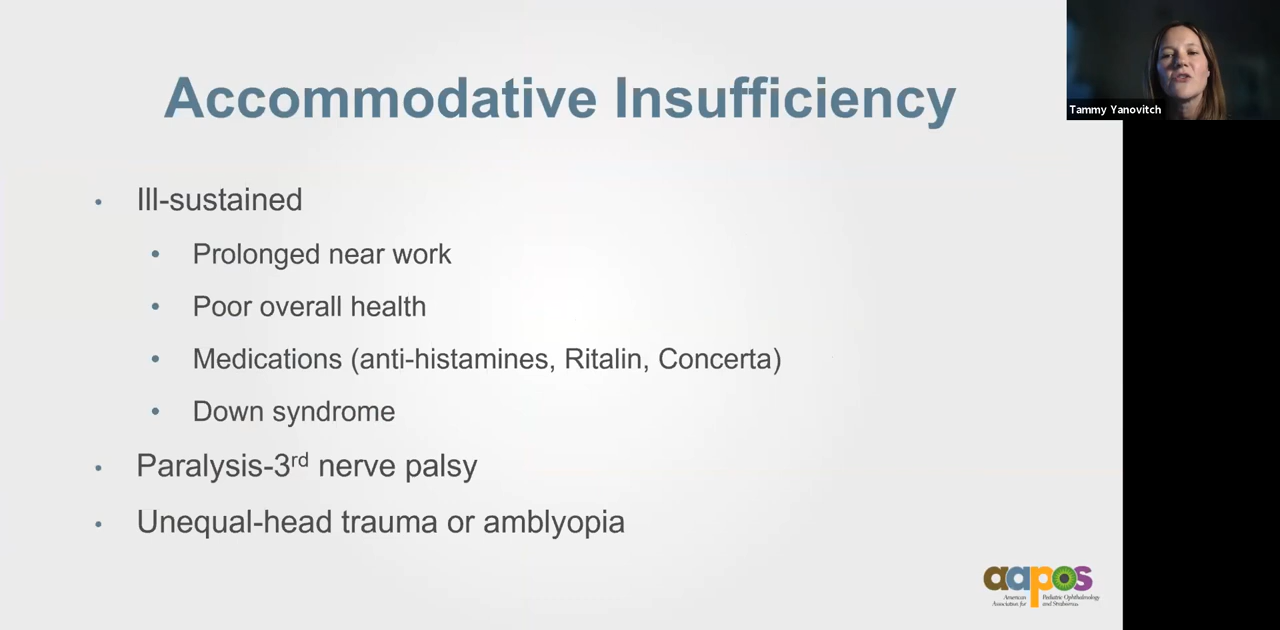 Accommodative Insufficiency
Tammy Yanovitch
• Ill-sustained
• Prolonged near work
• Poor overall health
• Medications (anti-histamines, Ritalin, Concerta)
• Down syndrome
• Paralysis-3rd nerve palsy
• Unequal-head trauma or amblyopia
aapos
American Pediatric Ophthalmology
Association for and Strabismus